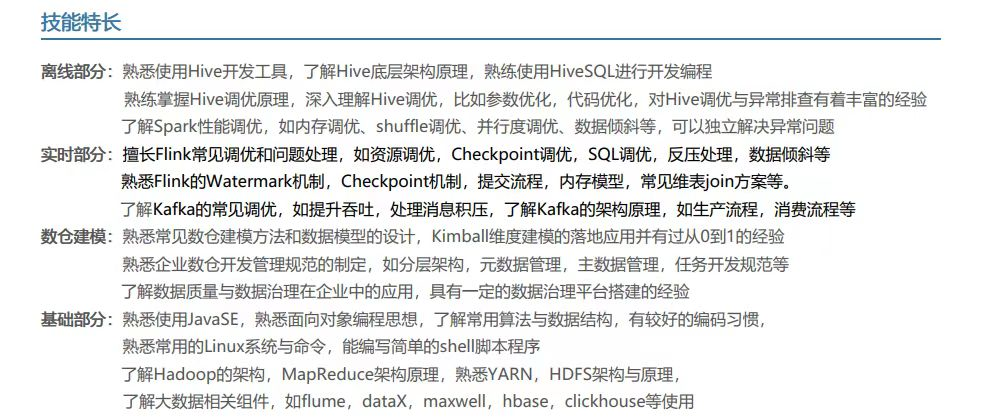 技能特长
离线部分：熟悉使用Hive开发工具，了解Hive底层架构原理，熟练使用HiveSQL进行开发编程
熟练掌握Hive调优原理，深入理解Hive调优，比如参数优化，代码优化，对Hive调优与异常排查有着丰富的经验
了解Spark性能调优，如内存调优、shuffle调优、并行度调优、数据倾斜等，可以独立解决异常问题
实时部分：擅长Flink常见调优和问题处理，如资源调优，Checkpoint调优，SQL调优，反压处理，数据倾斜等
熟悉Flink的Watermark机制，Checkpoint机制，提交流程，内存模型，常见维表join方案等。
了解Kafka的常见调优，如提升吞吐，处理消息积压，了解Kafka的架构原理，如生产流程，消费流程等
数仓建模：熟悉常见数仓建模方法和数据模型的设计，Kimball维度建模的落地应用并有过从0到1的经验
熟悉企业数仓开发管理规范的制定，如分层架构，元数据管理，主数据管理，任务开发规范等
了解数据质量与数据治理在企业中的应用，具有一定的数据治理平台搭建的经验
基础部分：熟悉使用JavaSE，熟悉面向对象编程思想，了解常用算法与数据结构，有较好的编码习惯，
熟悉常用的Linux系统与命令，能编写简单的shell脚本程序
了解Hadoop的架构，MapReduce架构原理，熟悉YARN，HDFS架构与原理，
了解大数据相关组件，如flume，dataX，maxwell，hbase，clickhouse等使用